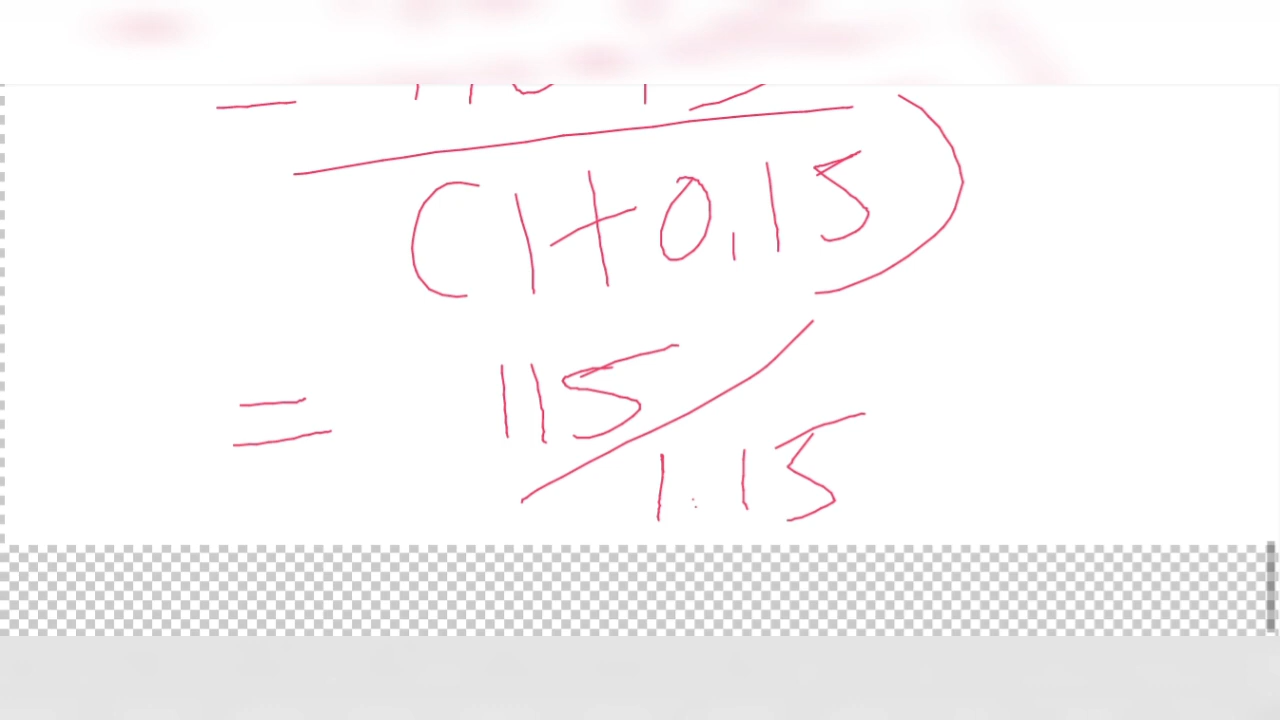 =
(1+0.15)
= 115/1.15